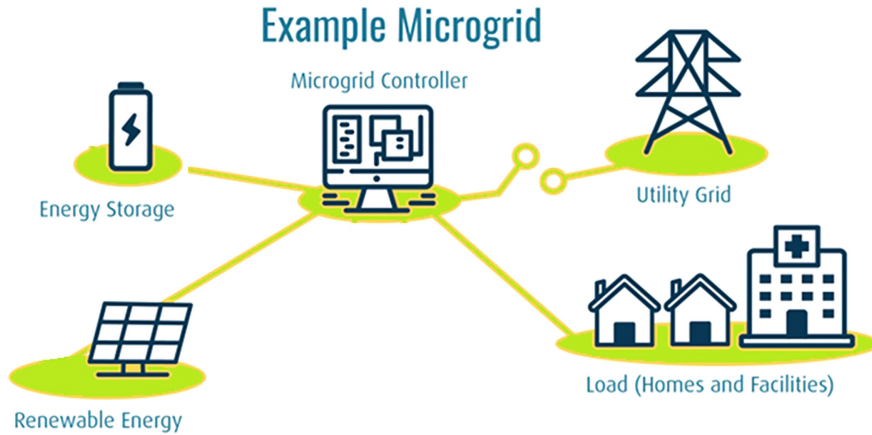 Example Microgrid
Microgrid Controller
Energy Storage
Utility Grid
Load (Homes and Facilities)
Renewable Energy